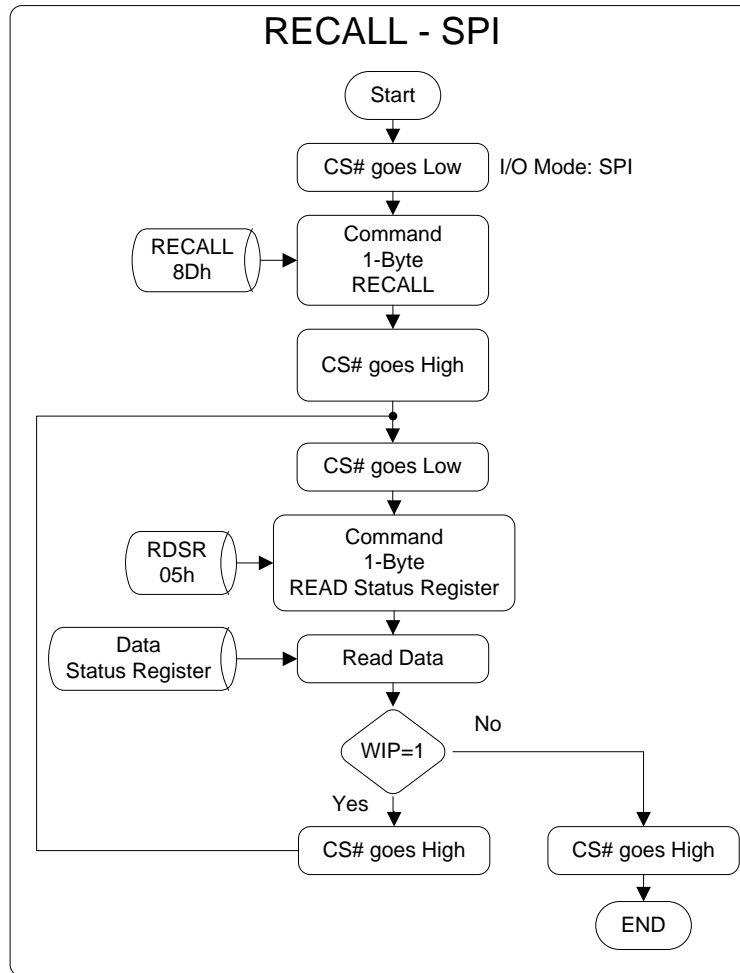 RECALL - SPI
Start
CS# goes Low
I/O Mode: SPI
RECALL
8Dh
Command
1-Byte
RECALL
CS# goes High
CS# goes Low
RDSR
05h
Command
1-Byte
READ Status Register
Data
Status Register
Read Data
WIP=1
No
Yes
CS# goes High
CS# goes High
END